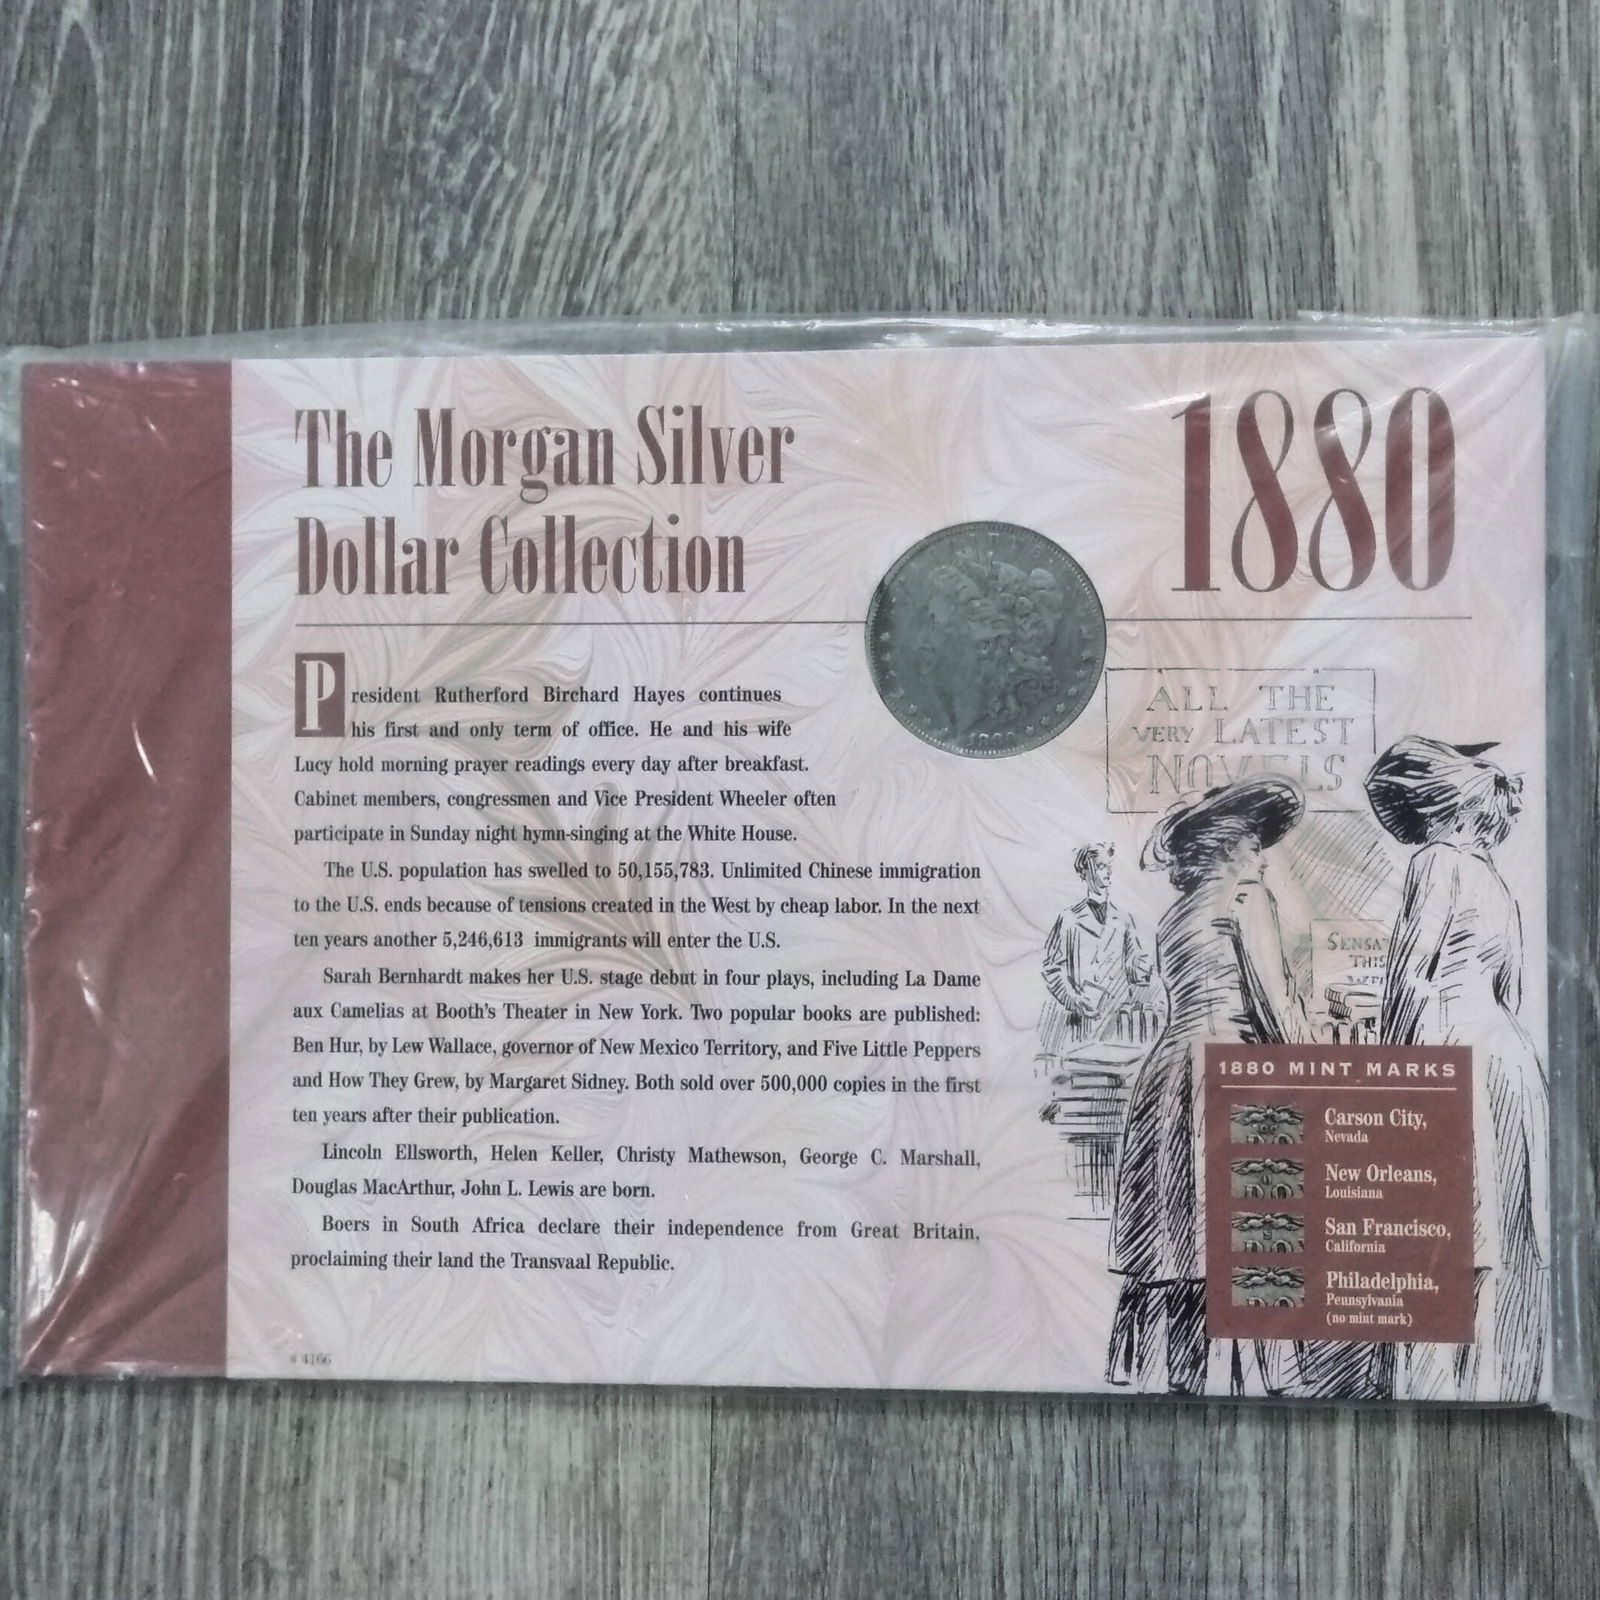 The Morgan Silver
Dollar Collection
1880
President Rutherford Birchard Hayes continues
his first and only term of office. He and his wife
Lucy hold morning prayer readings every day after breakfast.
Cabinet members, congressmen and Vice President Wheeler often
participate in Sunday night hymn-singing at the White House.
The U.S. population has swelled to 50,155,783. Unlimited Chinese immigration
to the U.S. ends because of tensions created in the West by cheap labor. In the next
ten years another 5,246,613 immigrants will enter the U.S.
Sarah Bernhardt makes her U.S. stage debut in four plays, including La Dame
aux Camelias at Booth's Theater in New York. Two popular books are published:
Ben Hur, by Lew Wallace, governor of New Mexico Territory, and Five Little Peppers
and How They Grew, by Margaret Sidney. Both sold over 500,000 copies in the first
ten years after their publication.
Lincoln Ellsworth, Helen Keller, Christy Mathewson, George C. Marshall,
Douglas MacArthur, John L. Lewis are born.
Boers in South Africa declare their independence from Great Britain,
proclaiming their land the Transvaal Republic.
# 4166
1880
ALL THE
VERY LATEST
NOVELS
SENSAT
THIS
1880 MINT MARKS
Carson City,
Nevada
New Orleans,
Louisiana
San Francisco,
California
Philadelphia,
Pennsylvania
(no mint mark)